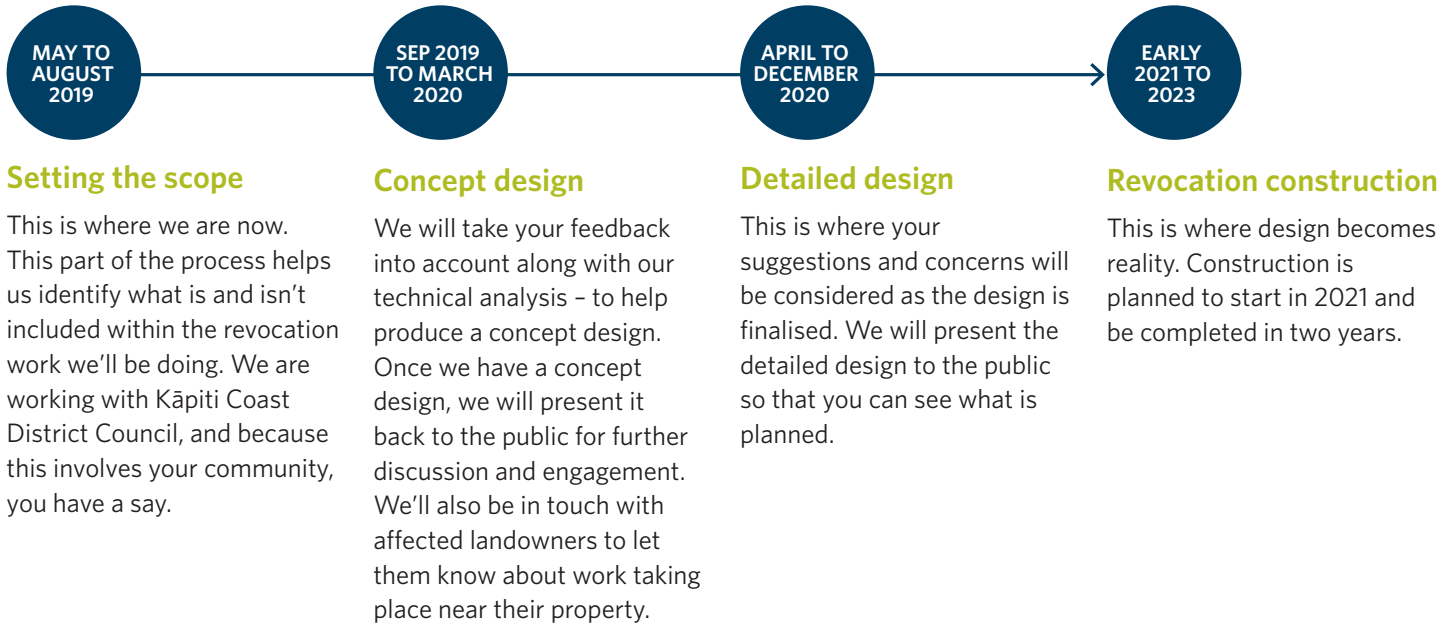 MAY TO
AUGUST
2019
SEP 2019
TO MARCH
2020
APRIL TO
DECEMBER
2020
EARLY
2021 TO
2023
Setting the scope
This is where we are now.
This part of the process helps
us identify what is and isn’t
included within the revocation
work we’ll be doing. We are
working with Kāpiti Coast
District Council, and because
this involves your community,
you have a say.
Concept design
We will take your feedback
into account along with our
technical analysis – to help
produce a concept design.
Once we have a concept
design, we will present it
back to the public for further
discussion and engagement.
We’ll also be in touch with
affected landowners to let
them know about work taking
place near their property.
Detailed design
This is where your
suggestions and concerns will
be considered as the design is
finalised. We will present the
detailed design to the public
so that you can see what is
planned.
Revocation construction
This is where design becomes
reality. Construction is
planned to start in 2021 and
be completed in two years.